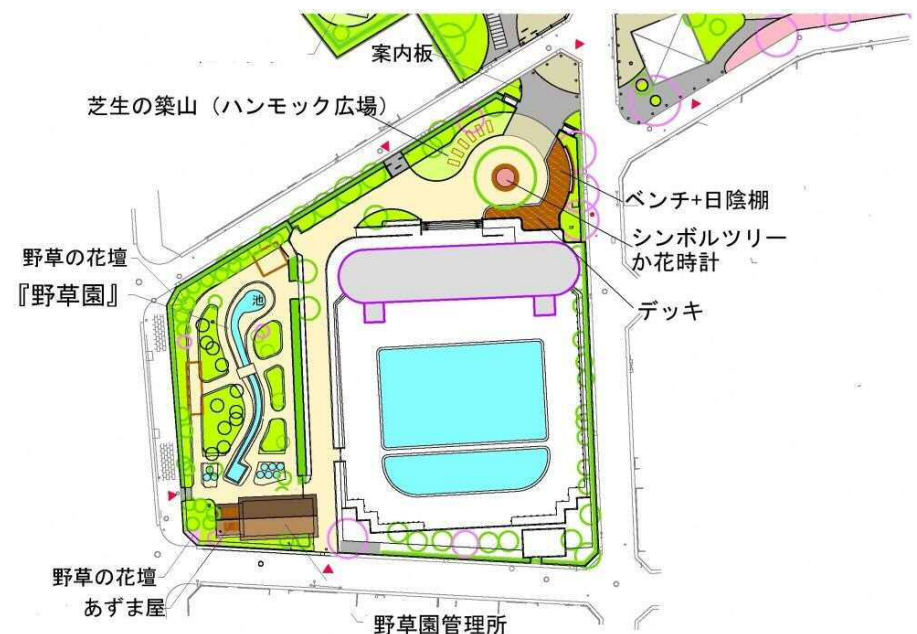 案内板
芝生の築山（ハンモック広場）
ベンチ+日陰棚
シンボルツリー
か花時計
デッキ
野草の花壇
『野草園』
池
野草の花壇
あずま屋
野草園管理所